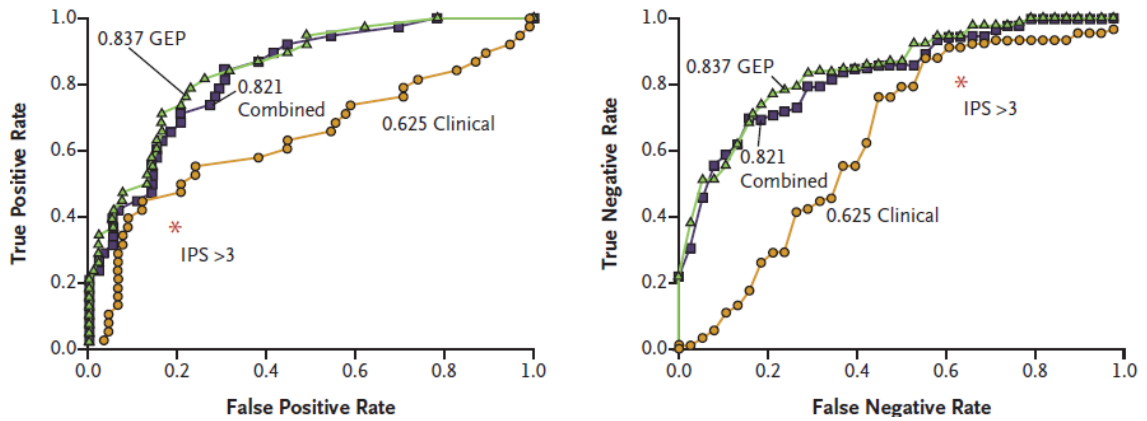 1.0
0.8
0.6
0.4
0.2
0.0
True Positive Rate
0.837 GEP
0.821
Combined
0.625 Clinical
*
IPS >3
0.0 0.2 0.4 0.6 0.8 1.0
False Positive Rate
1.0
0.8
0.6
0.4
0.2
0.0
True Negative Rate
0.837 GEP
*
IPS >3
0.821
Combined
0.625 Clinical
0.0 0.2 0.4 0.6 0.8 1.0
False Negative Rate